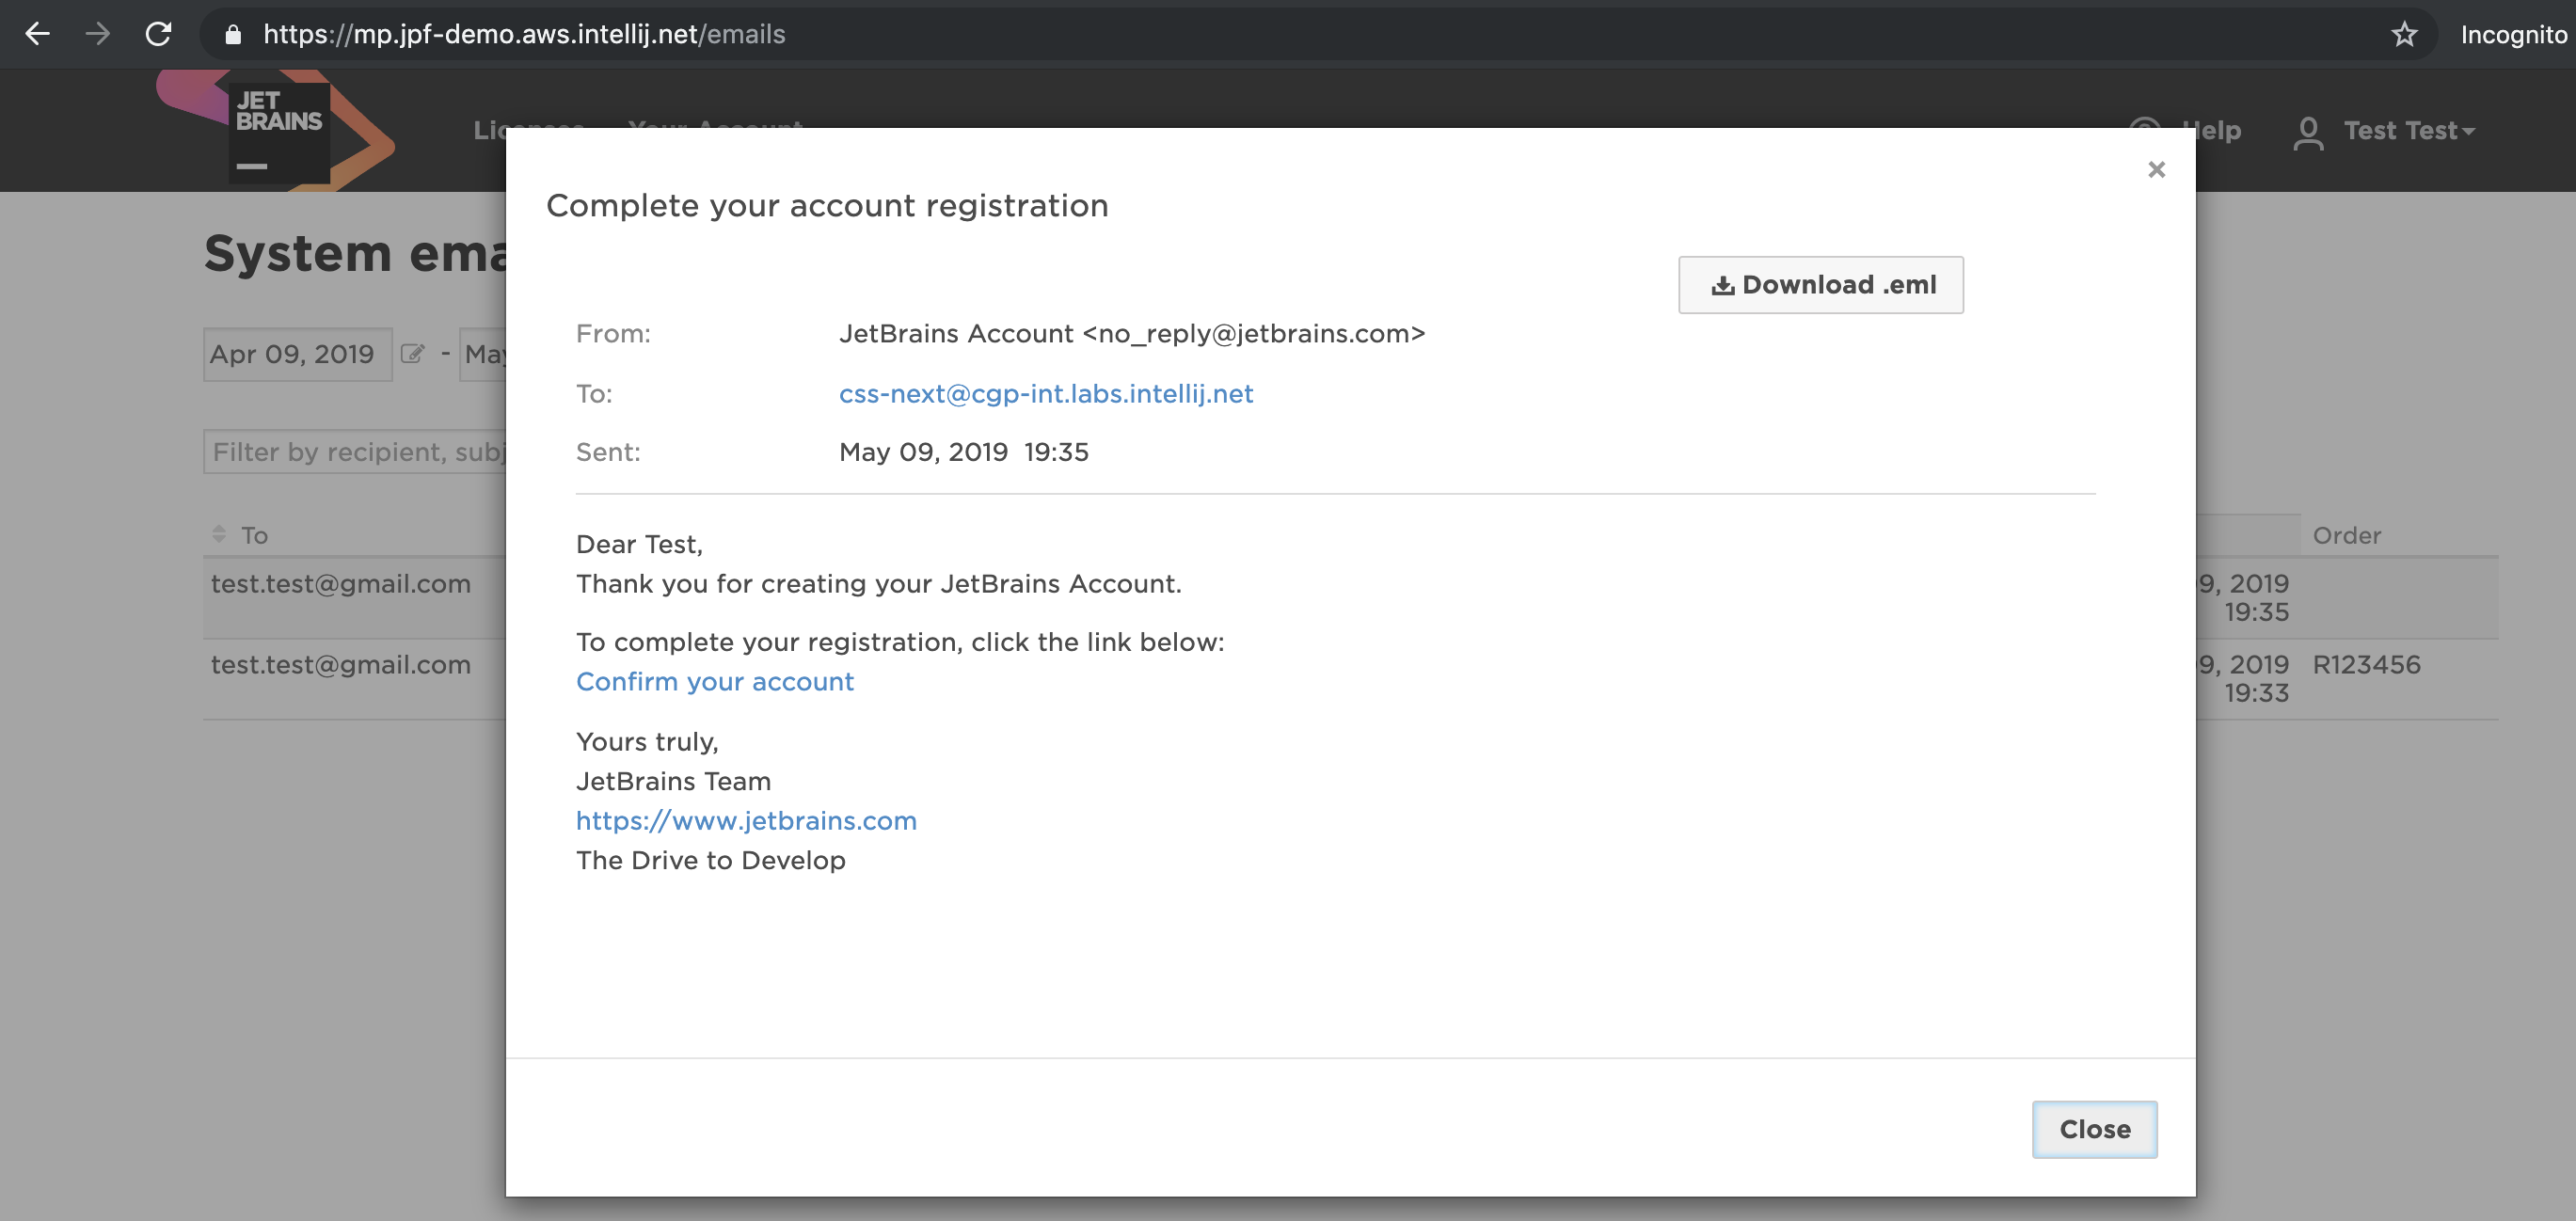 https://mp.jpf-demo.aws.intellij.net/emails
Incognito
JET
BRAINS
Your Account
Help
Test Test
System ema
Apr 09, 2019 - May
Filter by recipient, subj
To
Order
test.test@gmail.com
9, 2019
19:35
test.test@gmail.com
9, 2019
R123456
19:33
×
Complete your account registration
Download .eml
From: JetBrains Account <no_reply@jetbrains.com>
To: css-next@cgp-int.labs.intellij.net
Sent: May 09, 2019 19:35
Dear Test,
Thank you for creating your JetBrains Account.
To complete your registration, click the link below:
Confirm your account
Yours truly,
JetBrains Team
https://www.jetbrains.com
The Drive to Develop
Close